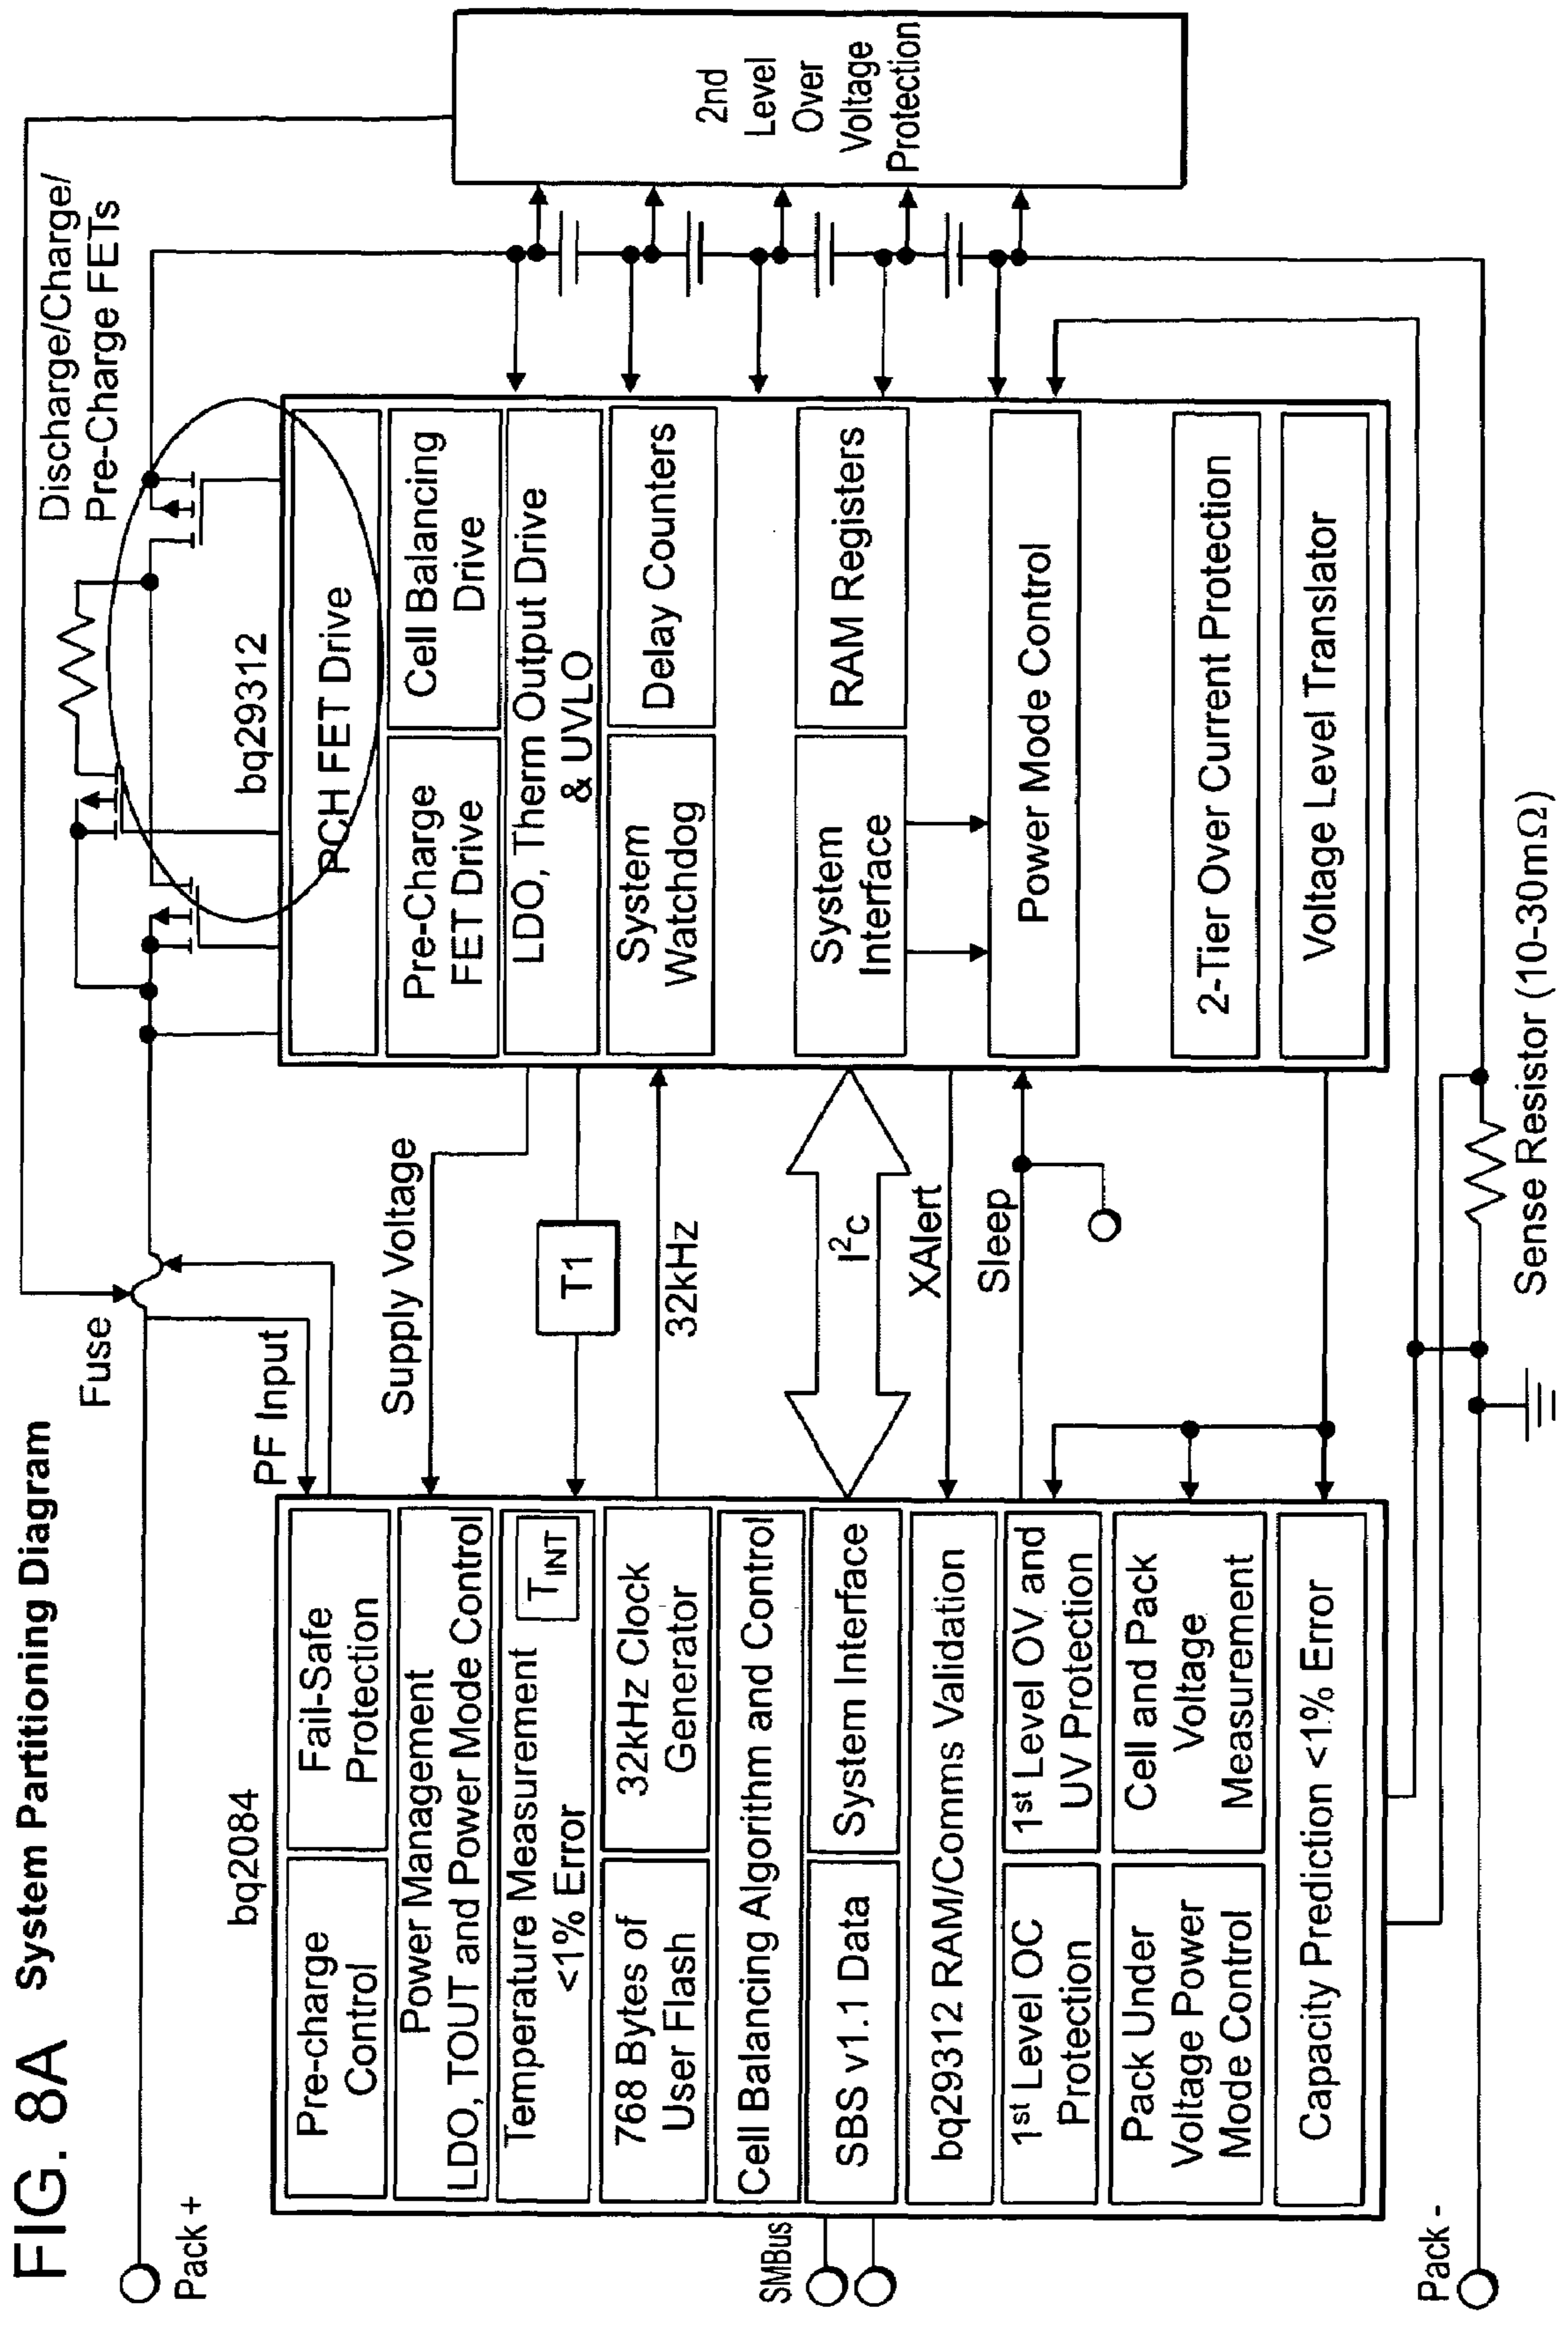 FIG. 8A System Partitioning Diagram
Discharge/Charge/
Pre-Charge FETs
Fuse
PF Input
Pack +
bq2084
Pre-charge
Control
Fail-Safe
Protection
Power Management
LDO, TOUT and Power Mode Control
Temperature Measurement
<1% Error
TINT
768 Bytes of
User Flash
32kHz Clock
Generator
Cell Balancing Algorithm and Control
SBS v1.1 Data
System Interface
bq29312 RAM/Comms Validation
1st Level OC
Protection
1st Level OV and
UV Protection
Pack Under
Voltage Power
Mode Control
Cell and Pack
Voltage
Measurement
Capacity Prediction <1% Error
SMBus
Pack -
Supply Voltage
T1
32kHz
I²c
XAlert
Sleep
bq29312
PCH FET Drive
Pre-Charge
FET Drive
Cell Balancing
Drive
LDO, Therm Output Drive
& UVLO
System
Watchdog
Delay Counters
System
Interface
RAM Registers
Power Mode Control
2-Tier Over Current Protection
Voltage Level Translator
2nd
Level
Over
Voltage
Protection
Sense Resistor (10-30mΩ)